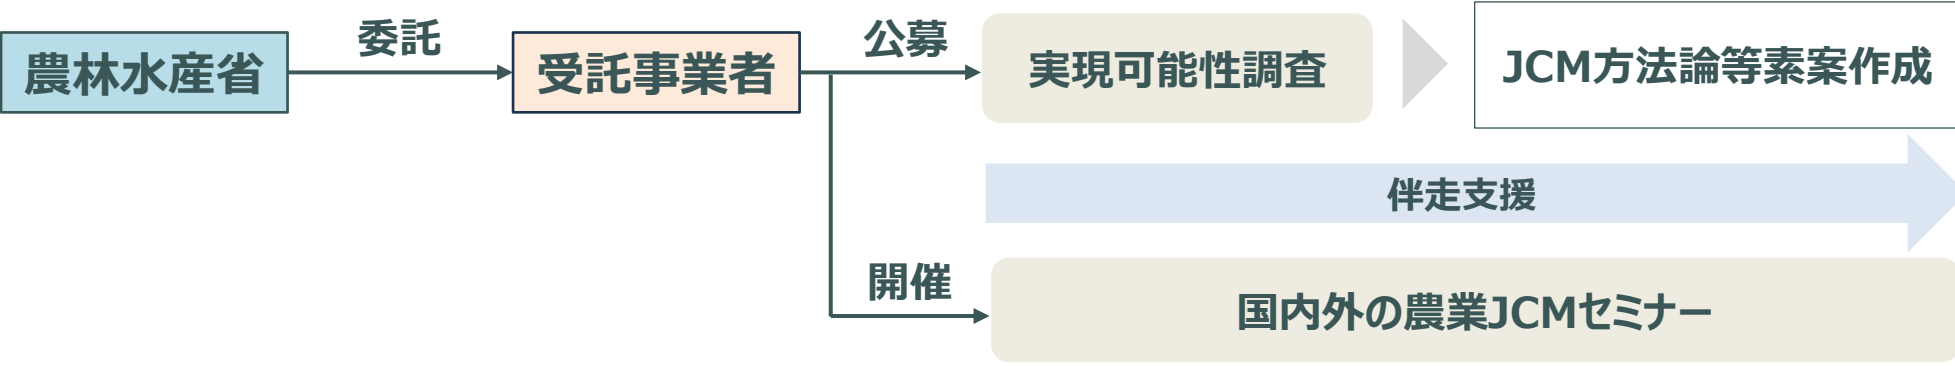 農林水産省
委託
受託事業者
公募
実現可能性調査
JCM方法論等素案作成
伴走支援
開催
国内外の農業JCMセミナー